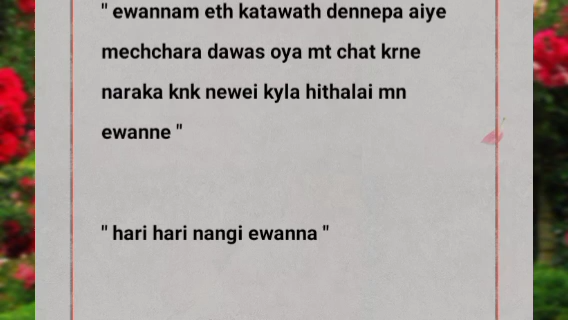 " ewannam eth katawath dennepa aiye
mechchara dawas oya mt chat krne
naraka knk newei kyla hithalai mn
ewanne "
" hari hari nangi ewanna "